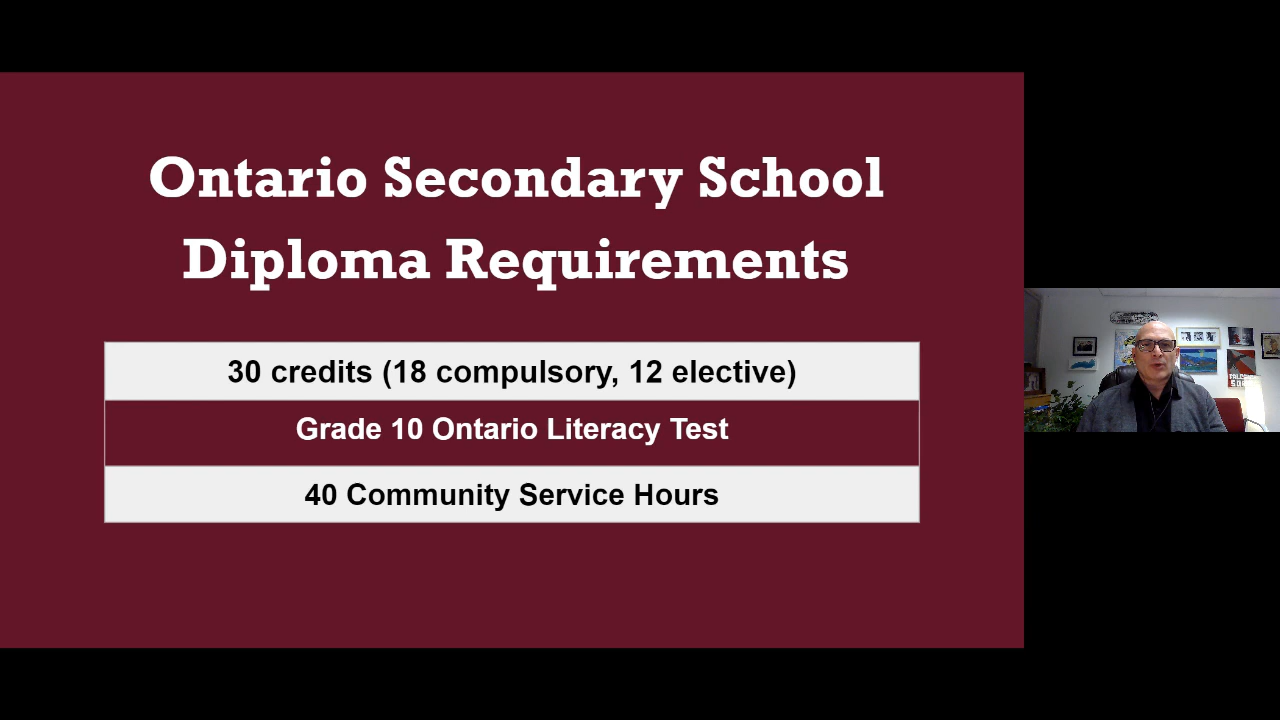 Ontario Secondary School
Diploma Requirements
30 credits (18 compulsory, 12 elective)
Grade 10 Ontario Literacy Test
40 Community Service Hours